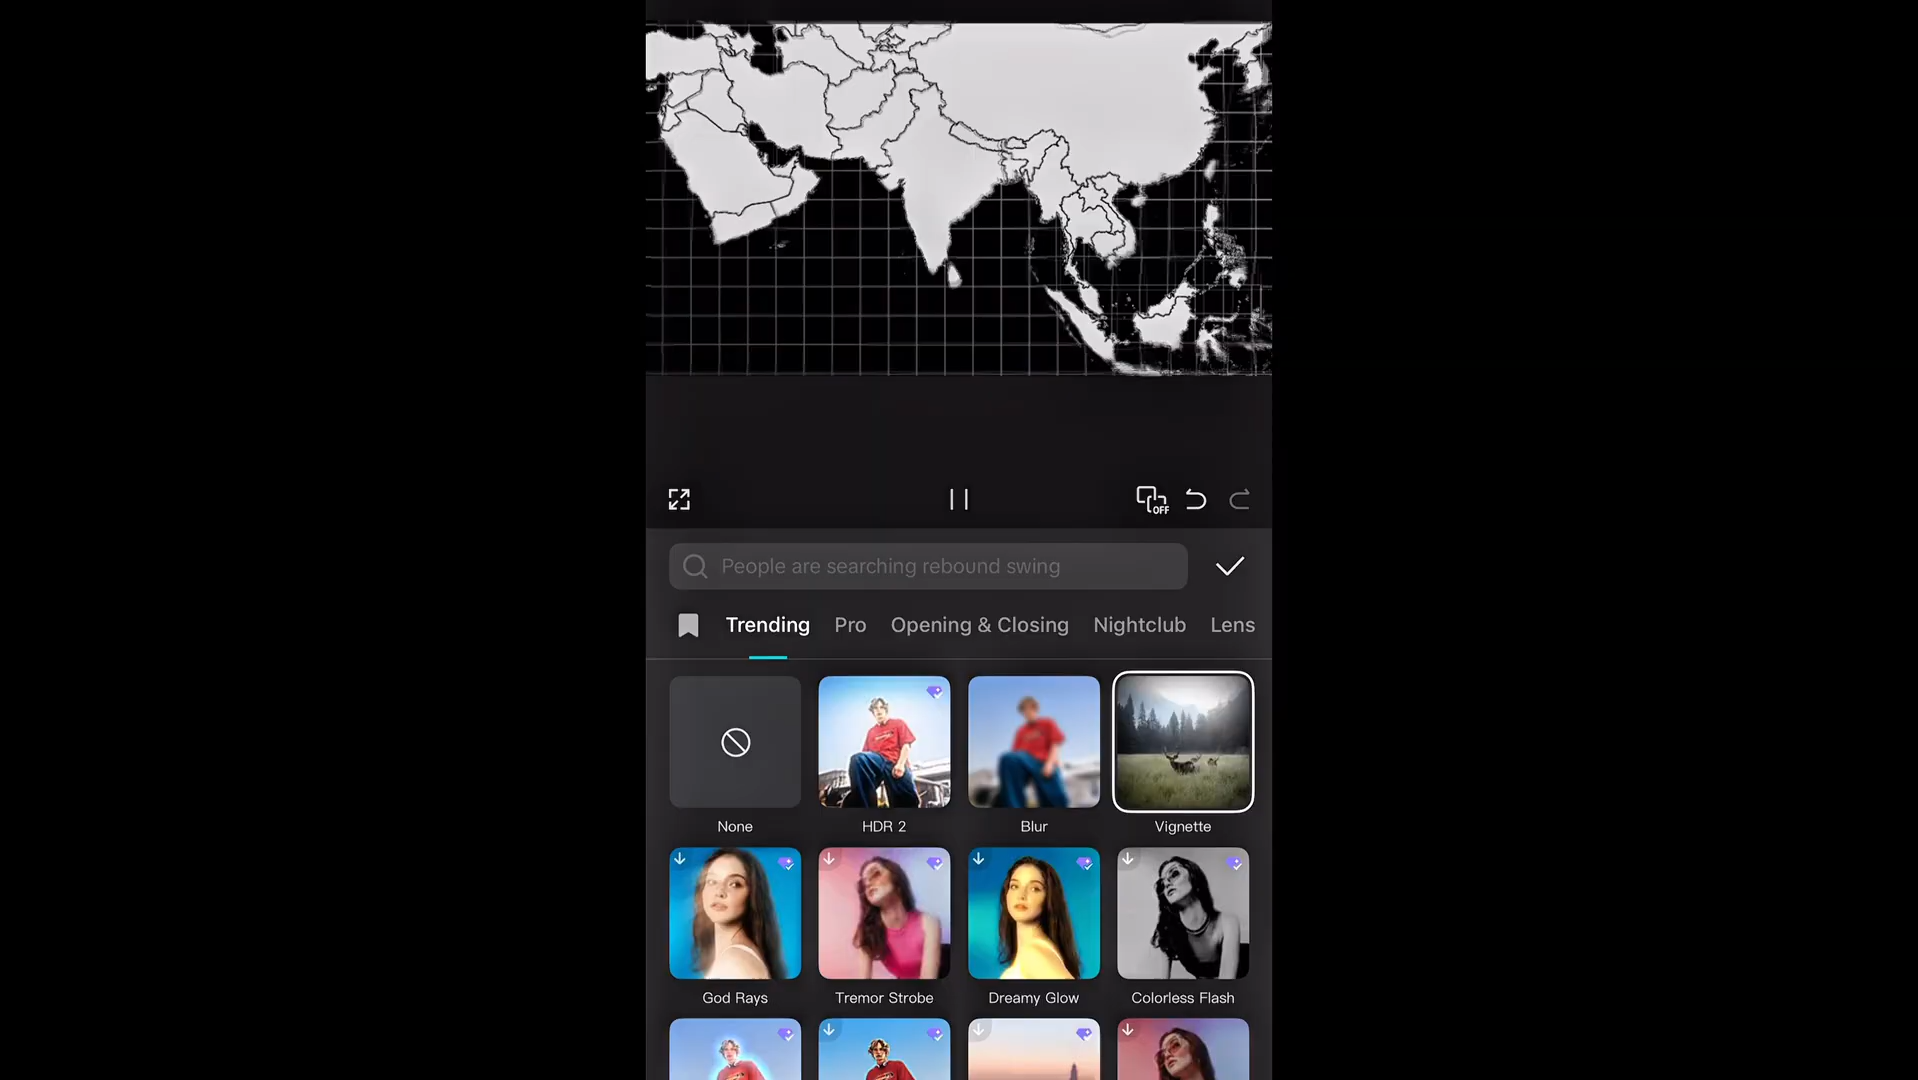 OFF
People are searching rebound swing
Trending Pro Opening & Closing Nightclub Lens
None HDR 2 Blur Vignette
God Rays Tremor Strobe Dreamy Glow Colorless Flash